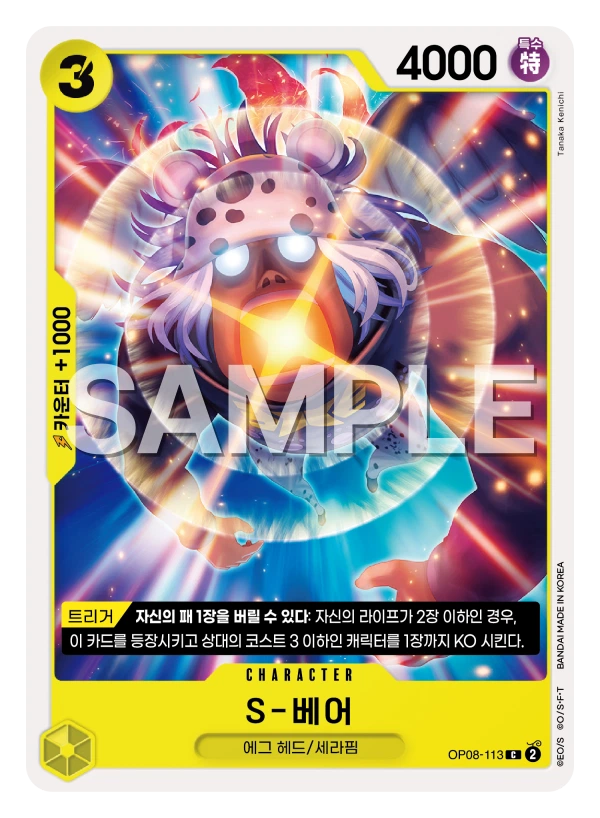 3
4000
특수
特
Tanaka Kenichi
카운터 +1000
SAMPLE
트리거 자신의 패 1장을 버릴 수 있다: 자신의 라이프가 2장 이하인 경우,
이 카드를 등장시키고 상대의 코스트 3 이하인 캐릭터를 1장까지 KO 시킨다.
CHARACTER
S-베어
에그 헤드/세라핌
OP08-113 C 2
©EO/S ©O/S·F·T BANDAI MADE IN KOREA